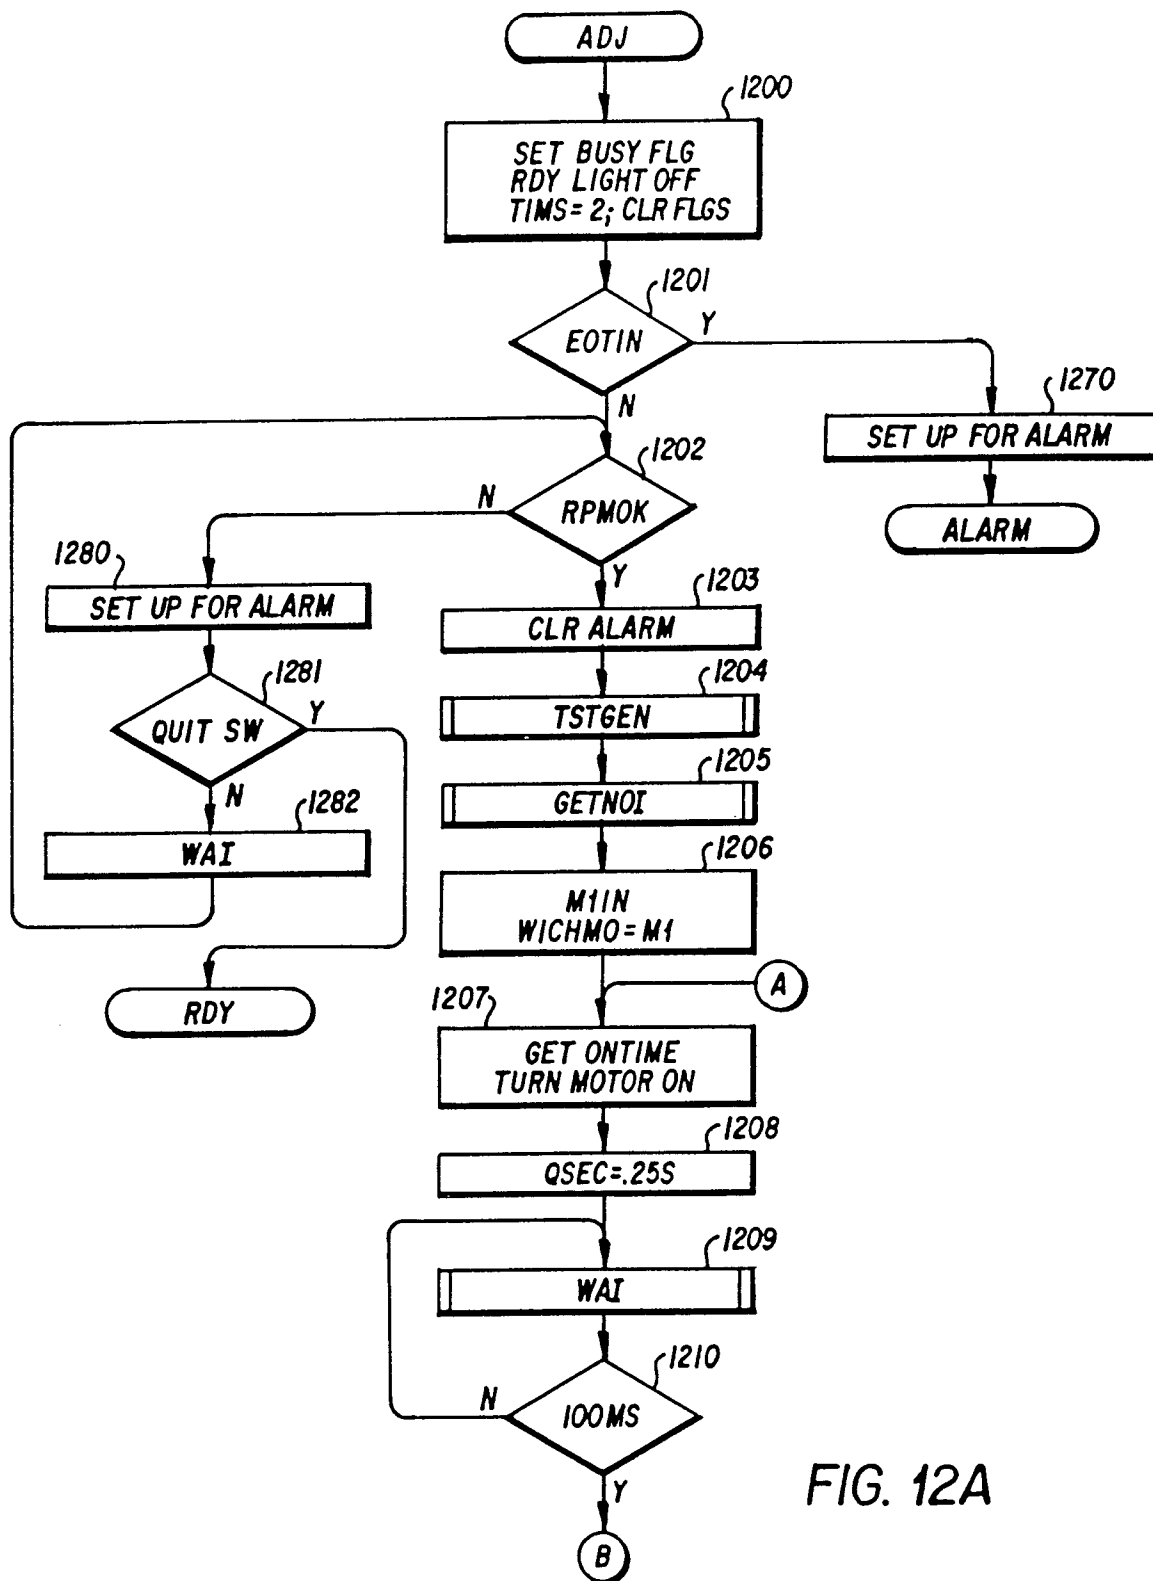 ADJ
1200
SET BUSY FLG
RDY LIGHT OFF
TIMS=2; CLR FLGS
1201
EOTIN
Y
N
1270
SET UP FOR ALARM
ALARM
1202
RPMOK
N
Y
1280
SET UP FOR ALARM
1281
QUIT SW
Y
N
1282
WAI
RDY
1203
CLR ALARM
1204
TSTGEN
1205
GETNOI
1206
M1IN
WICHMO=M1
A
1207
GET ONTIME
TURN MOTOR ON
1208
QSEC=.25S
1209
WAI
1210
100MS
N
Y
B
FIG. 12A